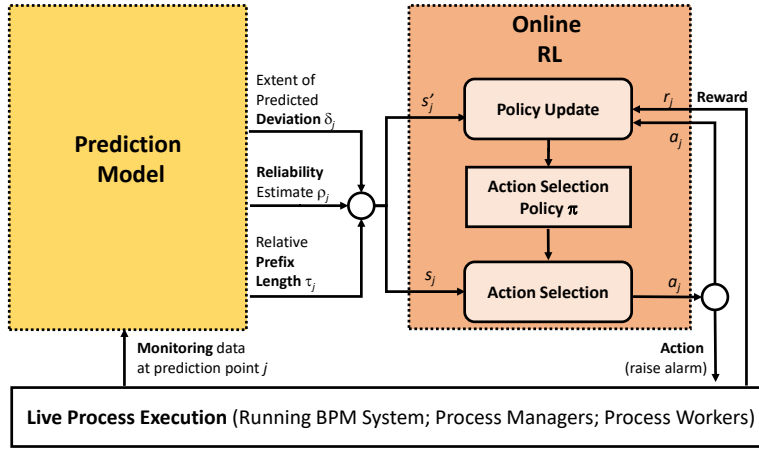 Prediction
Model
Extent of
Predicted
Deviation δj
Reliability
Estimate ρj
Relative
Prefix
Length τj
Online
RL
s′j
Policy Update
rj Reward
aj
Action Selection
Policy π
sj
Action Selection
aj
Monitoring data
at prediction point j
Action
(raise alarm)
Live Process Execution (Running BPM System; Process Managers; Process Workers)